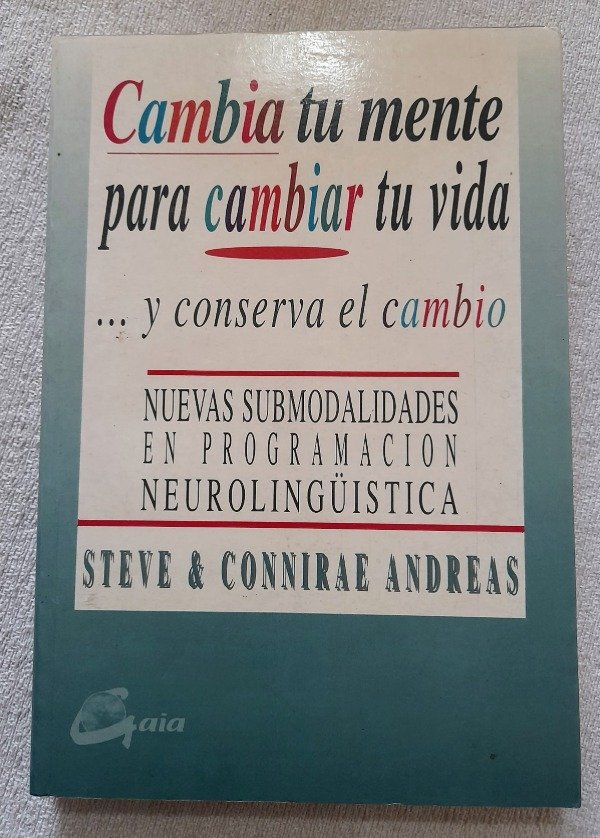 Cambia tu mente
para cambiar tu vida
... y conserva el cambio
NUEVAS SUBMODALIDADES
EN PROGRAMACION
NEUROLINGÜISTICA
STEVE & CONNIRAE ANDREAS
Gaia